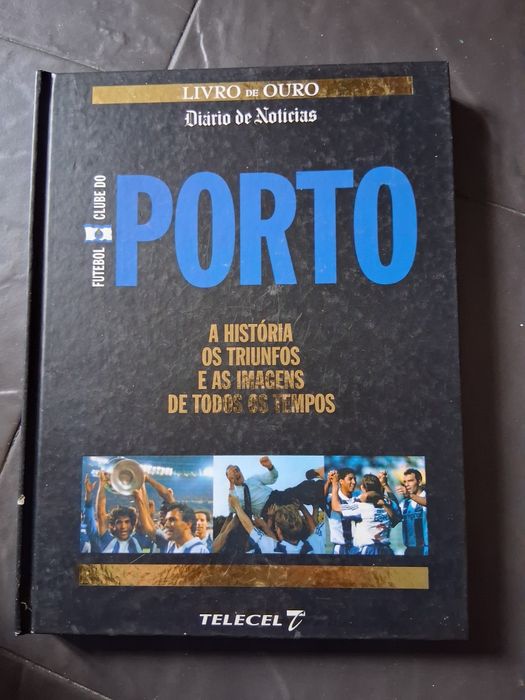 LIVRO DE OURO
Diário de Notícias
FUTEBOL CLUBE DO
PORTO
A HISTÓRIA
OS TRIUNFOS
E AS IMAGENS
DE TODOS OS TEMPOS
TELECEL